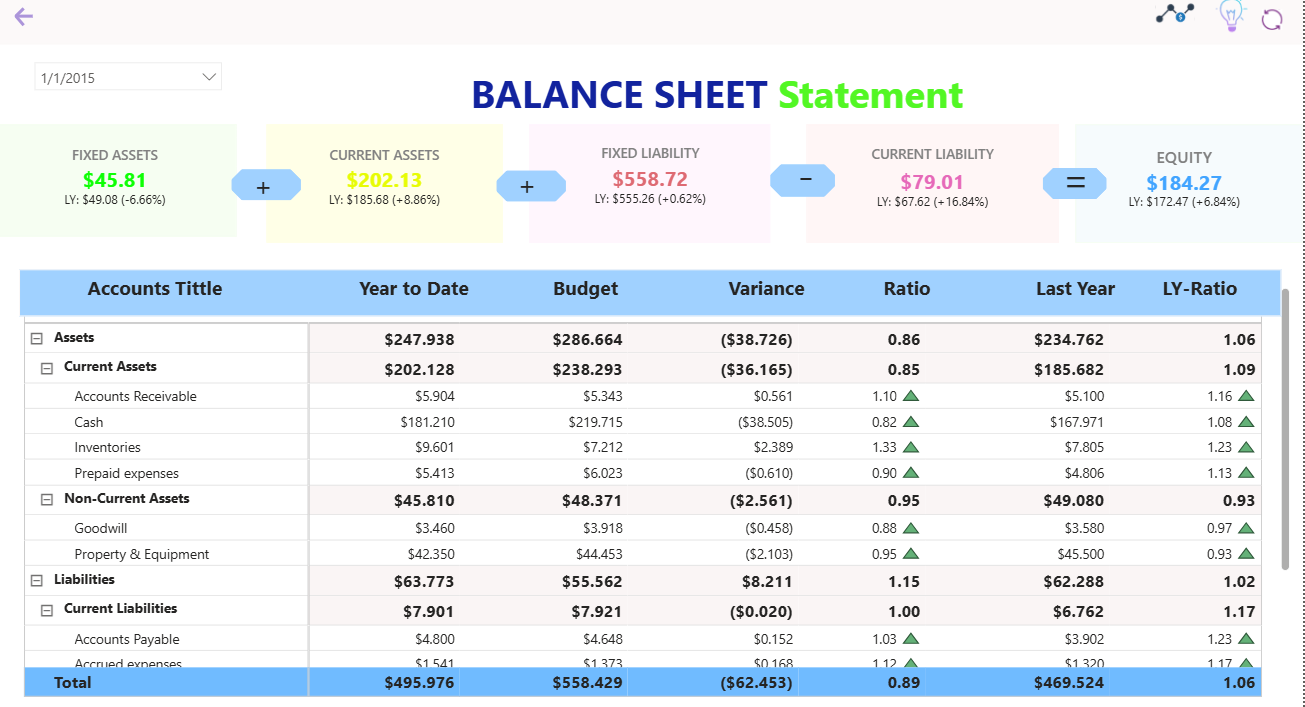 1/1/2015
BALANCE SHEET Statement
FIXED ASSETS
$45.81
LY: $49.08 (-6.66%)
+
CURRENT ASSETS
$202.13
LY: $185.68 (+8.86%)
+
FIXED LIABILITY
$558.72
LY: $555.26 (+0.62%)
−
CURRENT LIABILITY
$79.01
LY: $67.62 (+16.84%)
=
EQUITY
$184.27
LY: $172.47 (+6.84%)
Accounts Tittle Year to Date Budget Variance Ratio Last Year LY-Ratio
Assets $247.938 $286.664 ($38.726) 0.86 $234.762 1.06
Current Assets $202.128 $238.293 ($36.165) 0.85 $185.682 1.09
Accounts Receivable $5.904 $5.343 $0.561 1.10 $5.100 1.16
Cash $181.210 $219.715 ($38.505) 0.82 $167.971 1.08
Inventories $9.601 $7.212 $2.389 1.33 $7.805 1.23
Prepaid expenses $5.413 $6.023 ($0.610) 0.90 $4.806 1.13
Non-Current Assets $45.810 $48.371 ($2.561) 0.95 $49.080 0.93
Goodwill $3.460 $3.918 ($0.458) 0.88 $3.580 0.97
Property & Equipment $42.350 $44.453 ($2.103) 0.95 $45.500 0.93
Liabilities $63.773 $55.562 $8.211 1.15 $62.288 1.02
Current Liabilities $7.901 $7.921 ($0.020) 1.00 $6.762 1.17
Accounts Payable $4.800 $4.648 $0.152 1.03 $3.902 1.23
Accrued expenses $1.541 $1.373 $0.168 1.12 $1.320 1.17
Total $495.976 $558.429 ($62.453) 0.89 $469.524 1.06